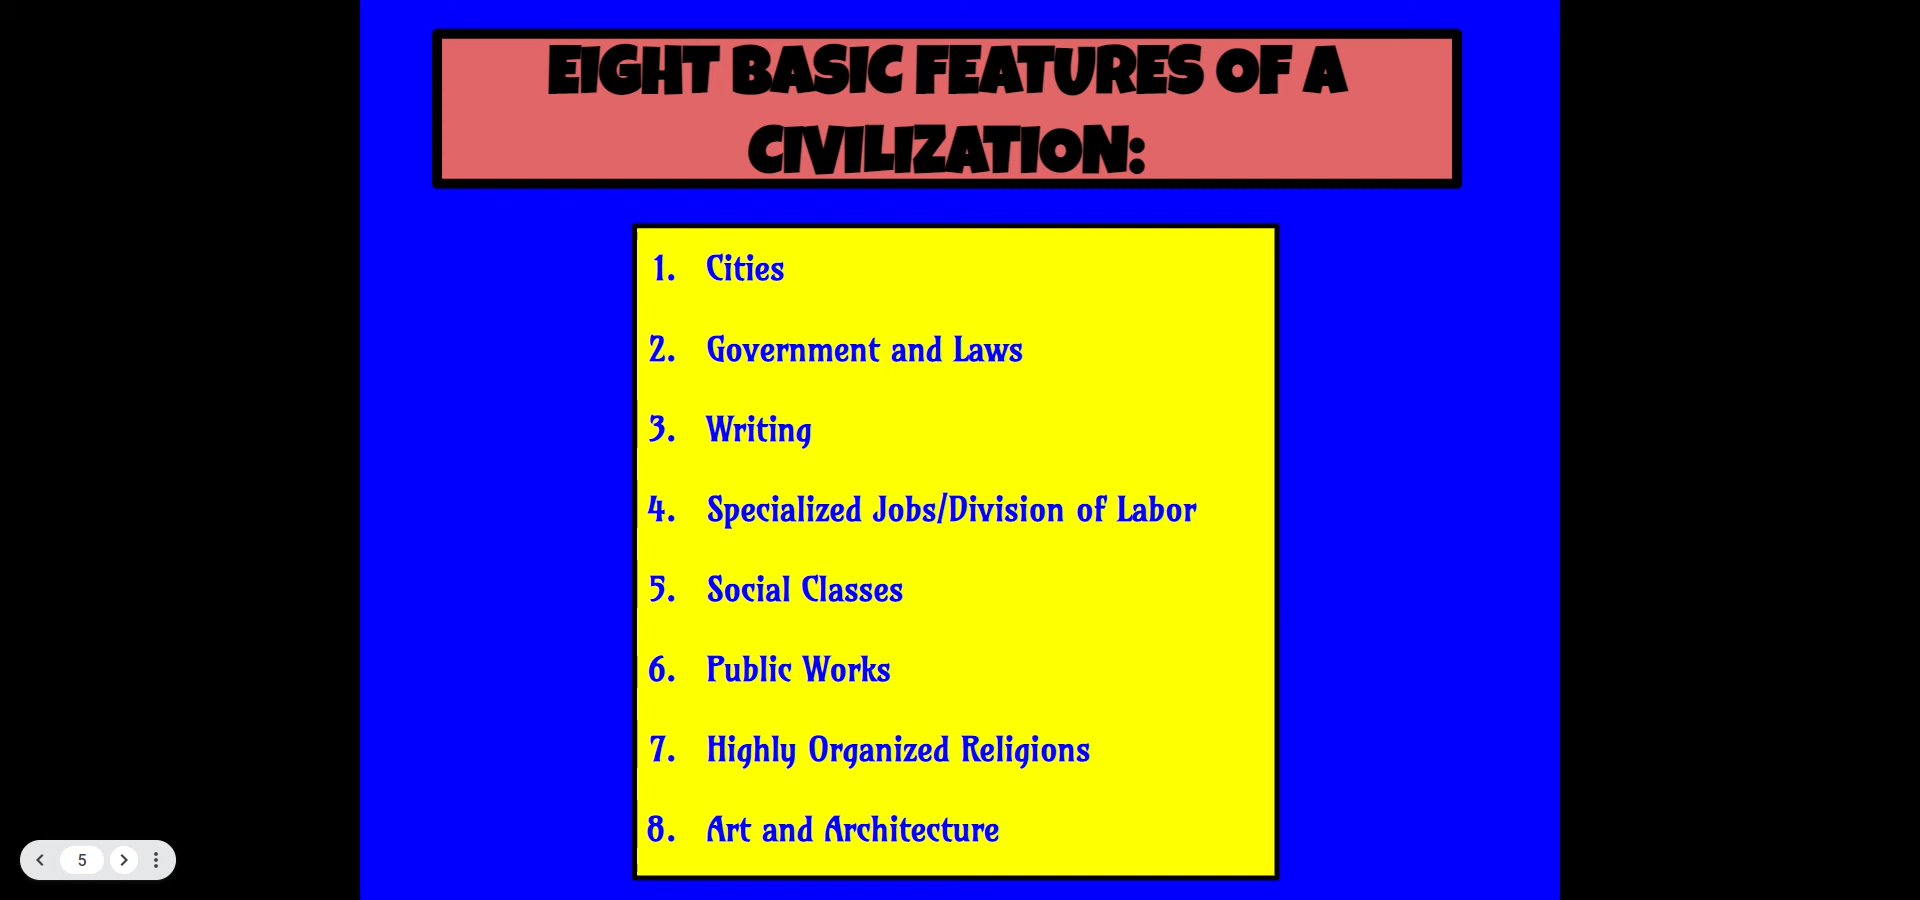 EIGHT BASIC FEATURES OF A
CIVILIZATION:
1. Cities
2. Government and Laws
3. Writing
4. Specialized Jobs/Division of Labor
5. Social Classes
6. Public Works
7. Highly Organized Religions
8. Art and Architecture
5